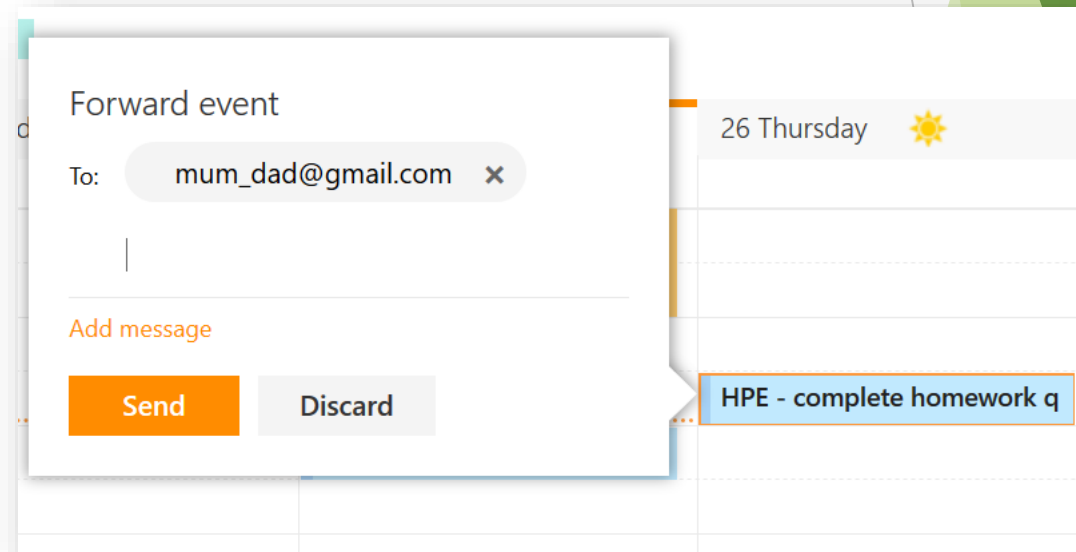 Forward event
26 Thursday
To: mum_dad@gmail.com ×
Add message
Send Discard
HPE - complete homework q